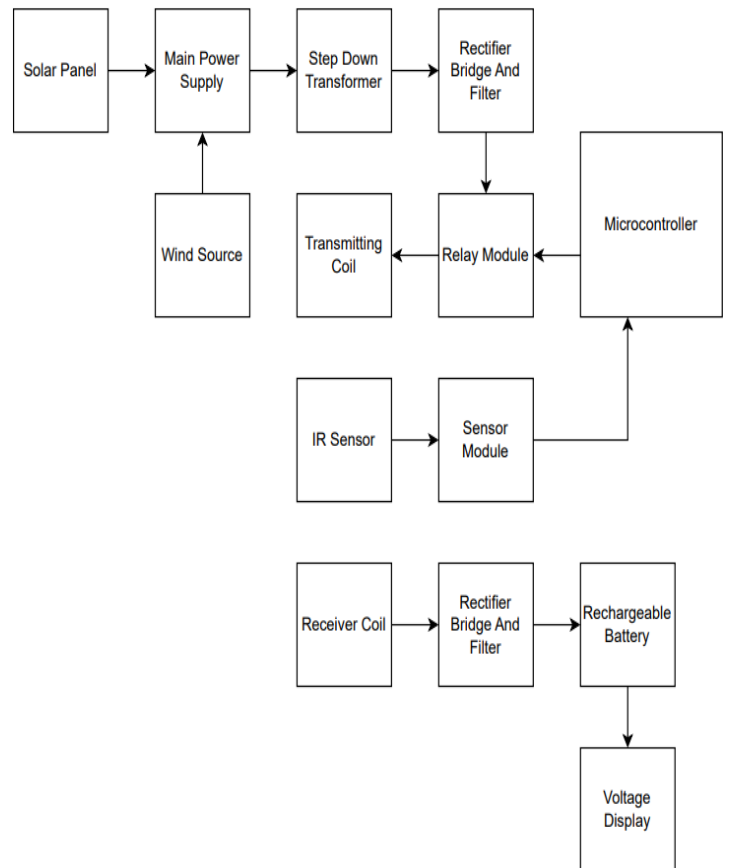 Solar Panel
Main Power
Supply
Step Down
Transformer
Rectifier
Bridge And
Filter
Wind Source
Transmitting
Coil
Relay Module
Microcontroller
IR Sensor
Sensor
Module
Receiver Coil
Rectifier
Bridge And
Filter
Rechargeable
Battery
Voltage
Display